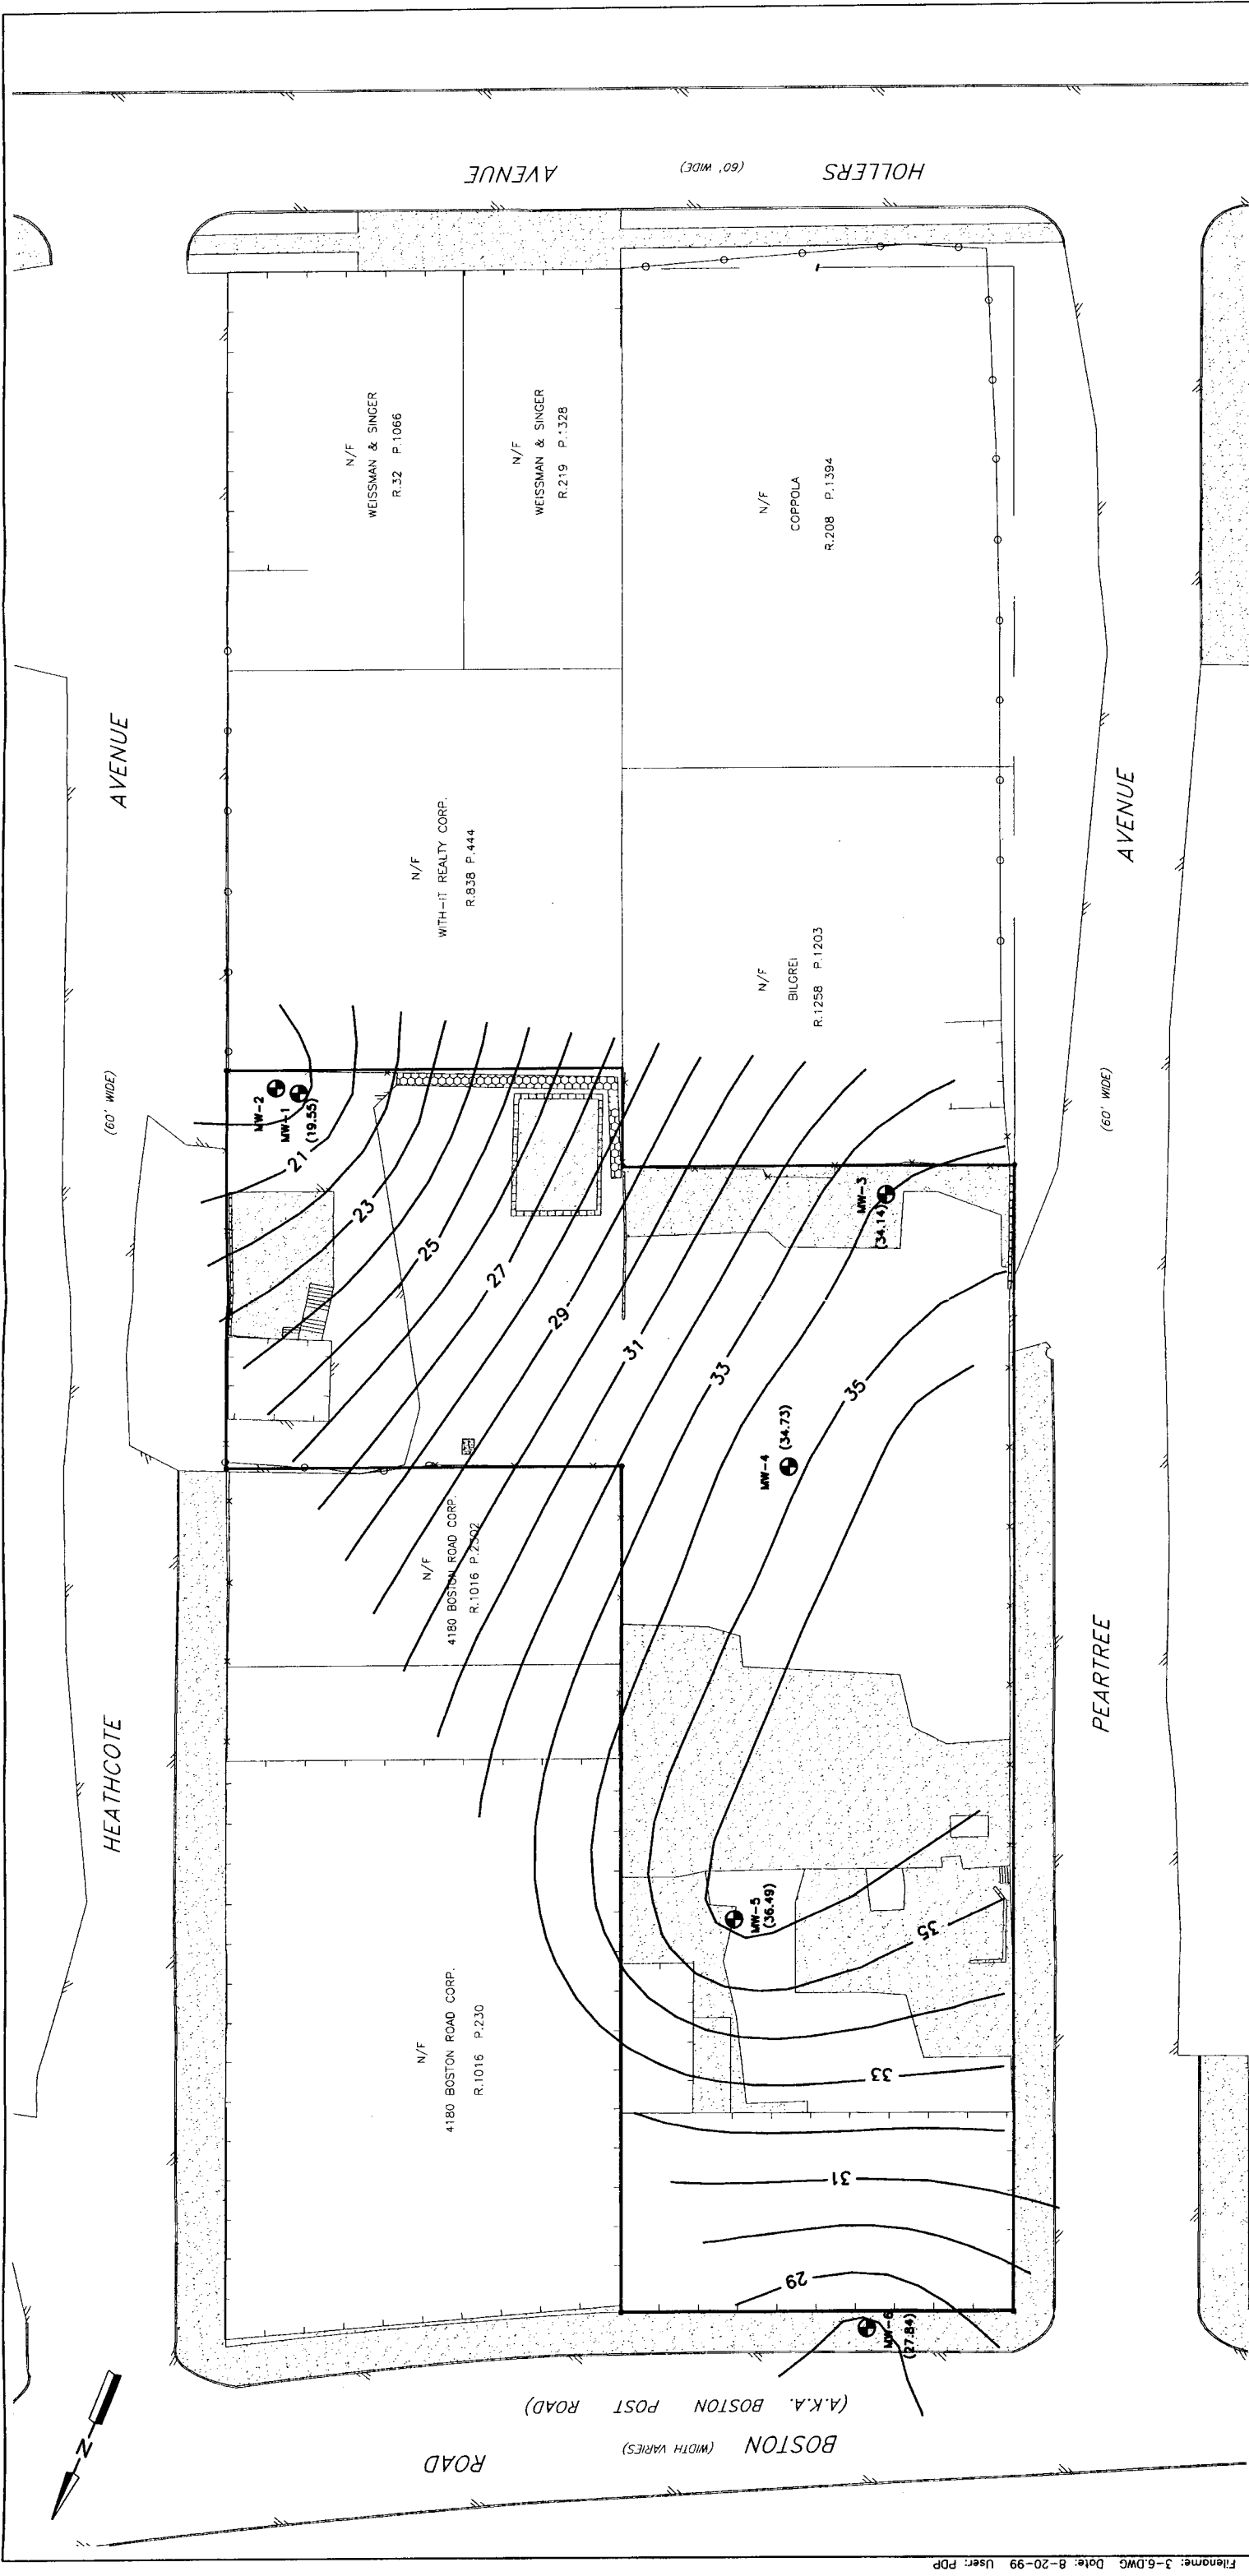 HOLLERS
(60' WIDE)
AVENUE
N/F
WEISSMAN & SINGER
R.32 P.1066
N/F
WEISSMAN & SINGER
R.219 P.1328
N/F
COPPOLA
R.208 P.1394
AVENUE
AVENUE
N/F
WITH-IT REALTY CORP.
R.838 P.444
N/F
BILGREI
R.1258 P.1203
(60' WIDE)
(60' WIDE)
MW-2
MW-1
(19.55)
21
23
25
27
29
31
33
35
MW-3
(34.14)
MW-4
(34.73)
N/F
4180 BOSTON ROAD CORP.
R.1016 P.2302
HEATHCOTE
PEARTREE
MW-5
(36.49)
35
33
31
29
N/F
4180 BOSTON ROAD CORP.
R.1016 P.230
MW-6
(27.84)
N
(A.K.A. BOSTON POST ROAD)
BOSTON
(WIDTH VARIES)
ROAD
Filename: 3-6.DWG Date: 8-20-99 User: PDP